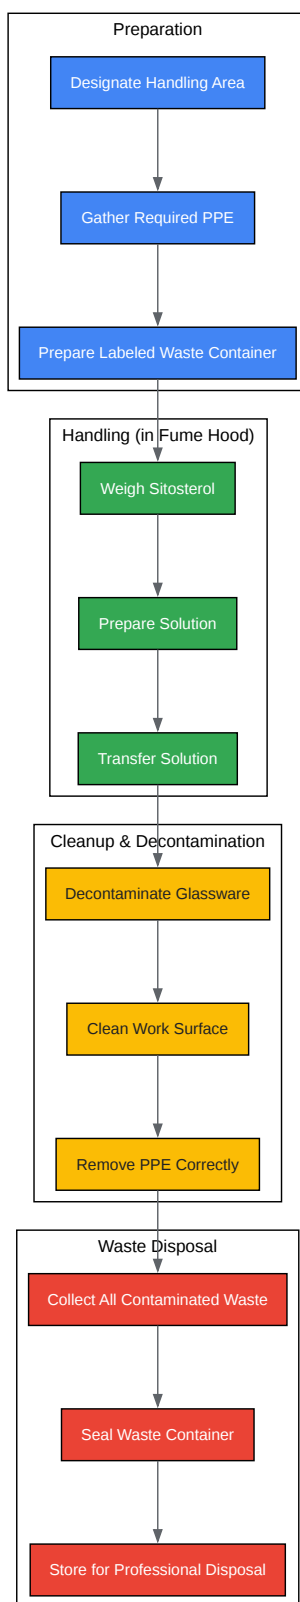 Preparation
Designate Handling Area
Gather Required PPE
Prepare Labeled Waste Container
Handling (in Fume Hood)
Weigh Sitosterol
Prepare Solution
Transfer Solution
Cleanup & Decontamination
Decontaminate Glassware
Clean Work Surface
Remove PPE Correctly
Waste Disposal
Collect All Contaminated Waste
Seal Waste Container
Store for Professional Disposal